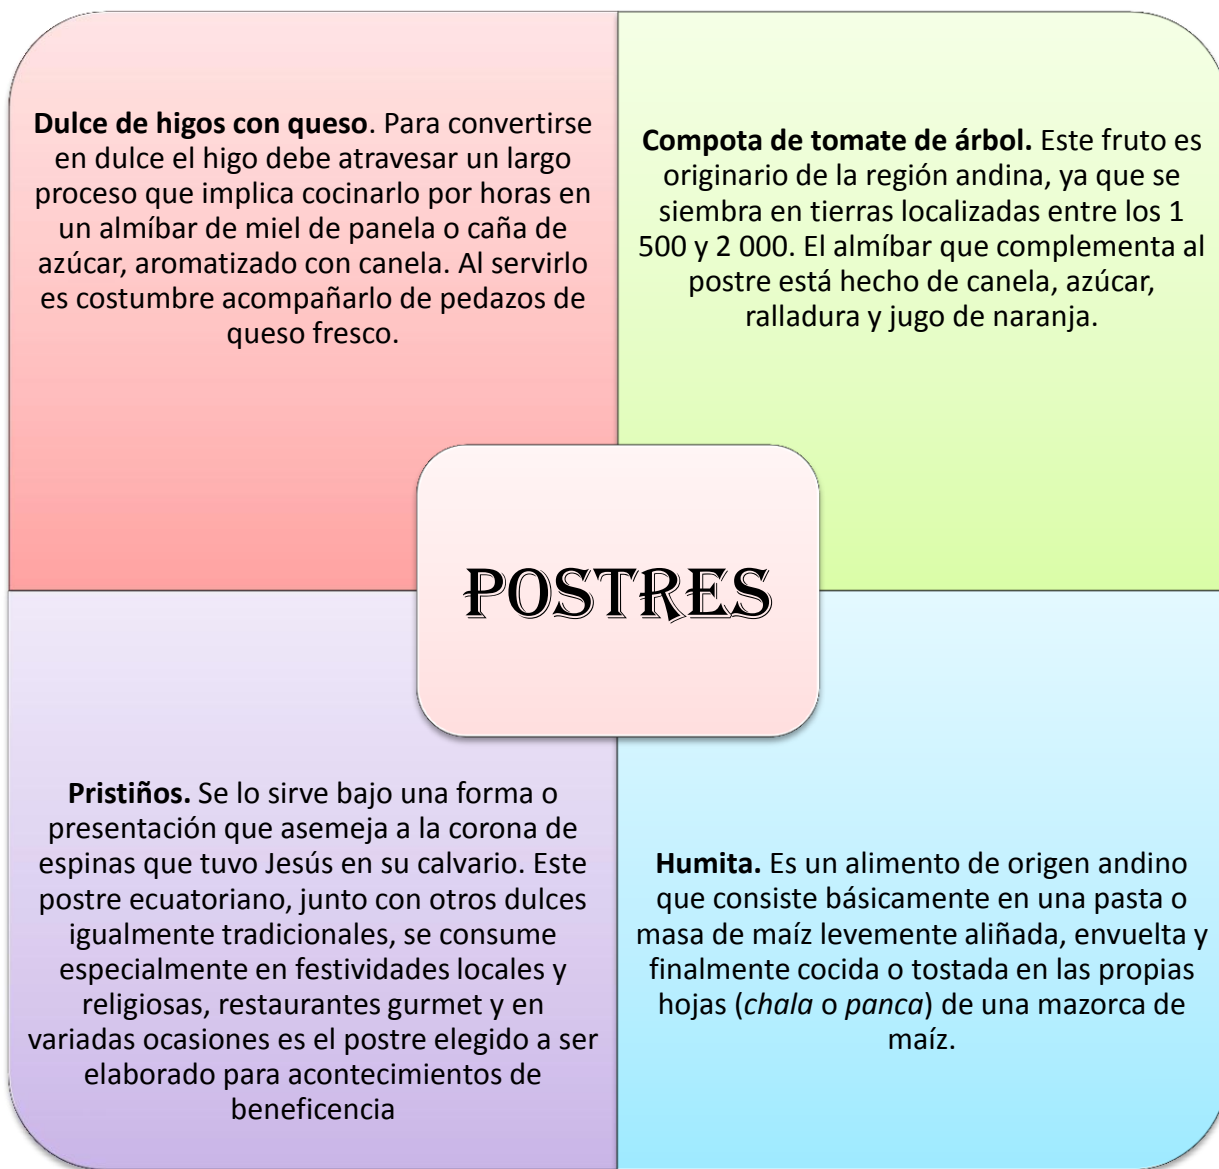 Dulce de higos con queso. Para convertirse
en dulce el higo debe atravesar un largo
proceso que implica cocinarlo por horas en
un almíbar de miel de panela o caña de
azúcar, aromatizado con canela. Al servirlo
es costumbre acompañarlo de pedazos de
queso fresco.
Compota de tomate de árbol. Este fruto es
originario de la región andina, ya que se
siembra en tierras localizadas entre los 1
500 y 2 000. El almíbar que complementa al
postre está hecho de canela, azúcar,
ralladura y jugo de naranja.
POSTRES
Pristiños. Se lo sirve bajo una forma o
presentación que asemeja a la corona de
espinas que tuvo Jesús en su calvario. Este
postre ecuatoriano, junto con otros dulces
igualmente tradicionales, se consume
especialmente en festividades locales y
religiosas, restaurantes gurmet y en
variadas ocasiones es el postre elegido a ser
elaborado para acontecimientos de
beneficencia
Humita. Es un alimento de origen andino
que consiste básicamente en una pasta o
masa de maíz levemente aliñada, envuelta y
finalmente cocida o tostada en las propias
hojas (chala o panca) de una mazorca de
maíz.